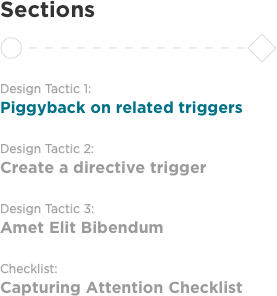 Sections
Design Tactic 1:
Piggyback on related triggers
Design Tactic 2:
Create a directive trigger
Design Tactic 3:
Amet Elit Bibendum
Checklist:
Capturing Attention Checklist